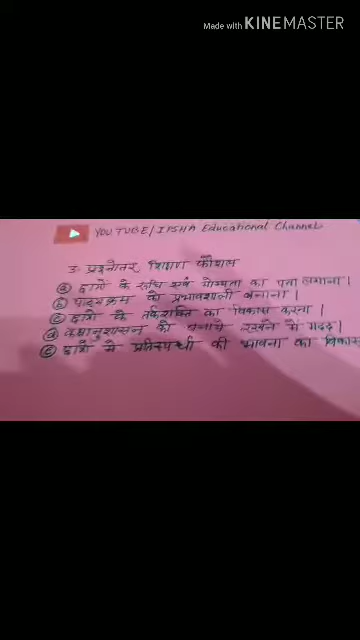 Made with KINEMASTER
YOUTUBE/IPSHA Educational Channel
3- प्रश्नोत्तर शिक्षण कौशल
ⓐ छात्रों के रुचि एवं योग्यता का पता लगाना।
ⓑ पाठ्यक्रम को प्रभावशाली बनाना।
ⓒ छात्रों के तर्कशक्ति का विकास करना।
ⓓ कक्षानुशासन को बनाये रखने में मदद।
ⓔ छात्रों में प्रतिस्पर्धा की भावना का विकास